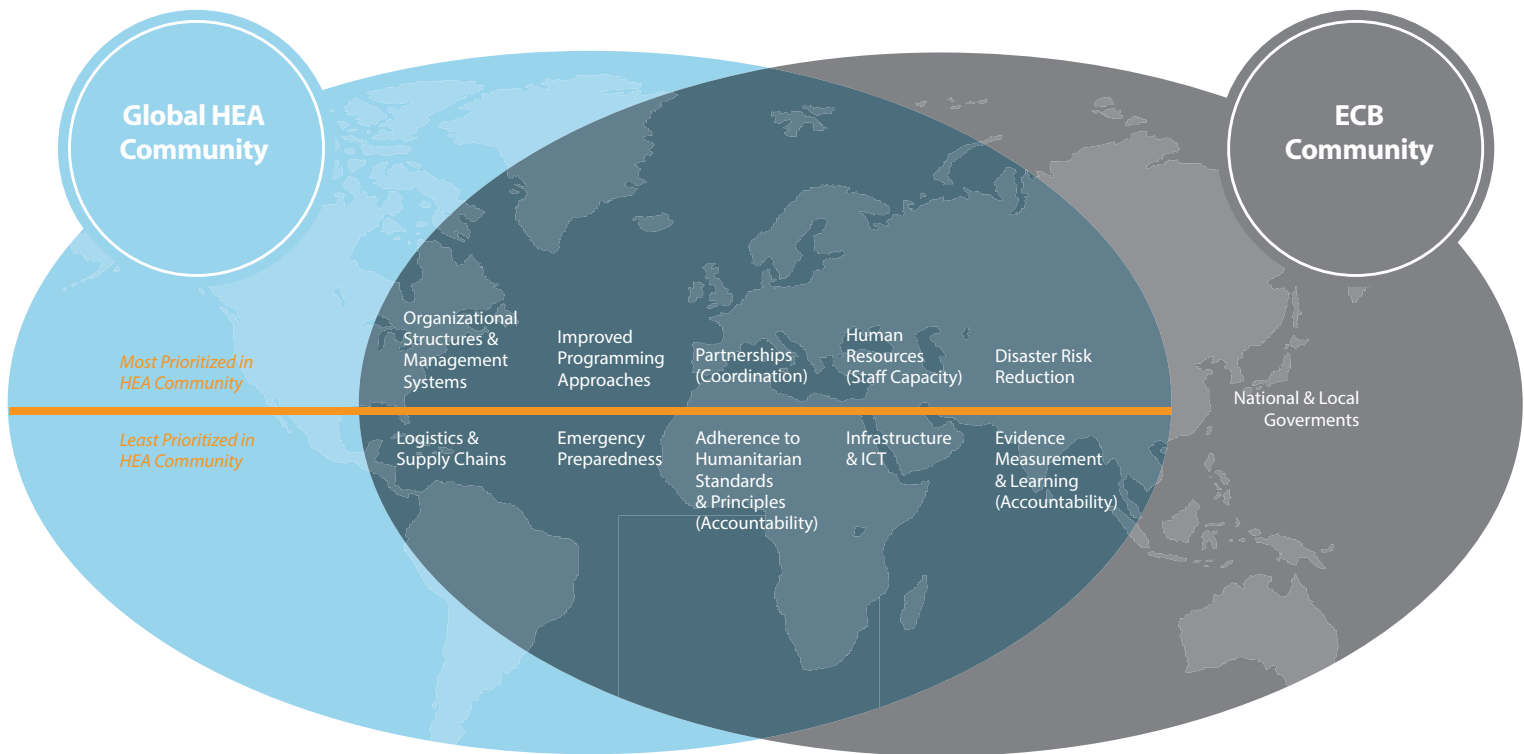 Global HEA
Community
ECB
Community
Most Prioritized in
HEA Community
Organizational
Structures &
Management
Systems
Improved
Programming
Approaches
Partnerships
(Coordination)
Human
Resources
(Staff Capacity)
Disaster Risk
Reduction
National & Local
Goverments
Least Prioritized in
HEA Community
Logistics &
Supply Chains
Emergency
Preparedness
Adherence to
Humanitarian
Standards
& Principles
(Accountability)
Infrastructure
& ICT
Evidence
Measurement
& Learning
(Accountability)